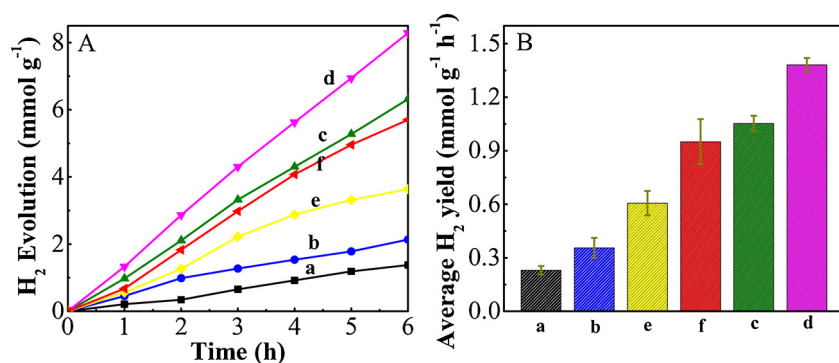 A
H₂ Evolution (mmol g⁻¹)
8
6
4
2
0
d
c
f
e
b
a
0 1 2 3 4 5 6
Time (h)
B
Average H₂ yield (mmol g⁻¹ h⁻¹)
1.5
1.2
0.9
0.6
0.3
0.0
a b e f c d